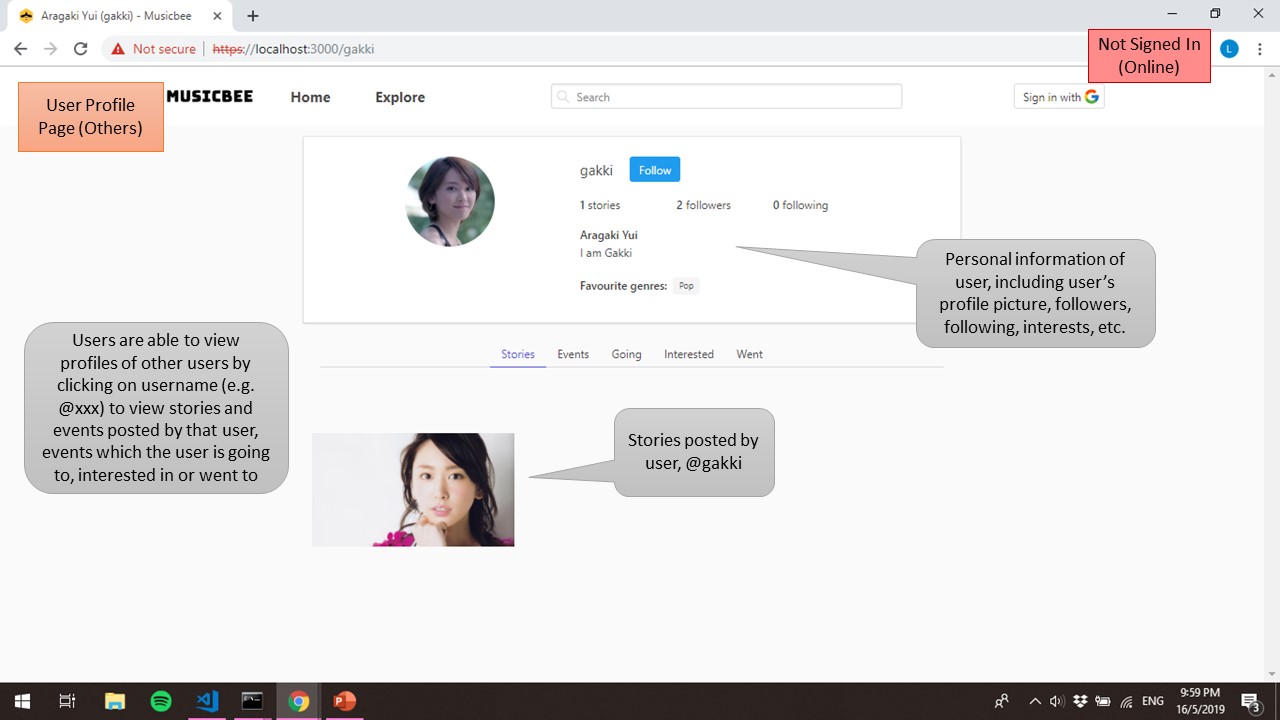 Aragaki Yui (gakki) - Musicbee
Not secure
https://localhost:3000/gakki
L
Not Signed In
(Online)
User Profile
Page (Others)
MUSICBEE
Home
Explore
Search
Sign in with G
gakki
Follow
1 stories
2 followers
0 following
Aragaki Yui
I am Gakki
Favourite genres:
Pop
Personal information of
user, including user’s
profile picture, followers,
following, interests, etc.
Users are able to view
profiles of other users by
clicking on username (e.g.
@xxx) to view stories and
events posted by that user,
events which the user is going
to, interested in or went to
Stories
Events
Going
Interested
Went
Stories posted by
user, @gakki
ENG
9:59 PM
16/5/2019
3